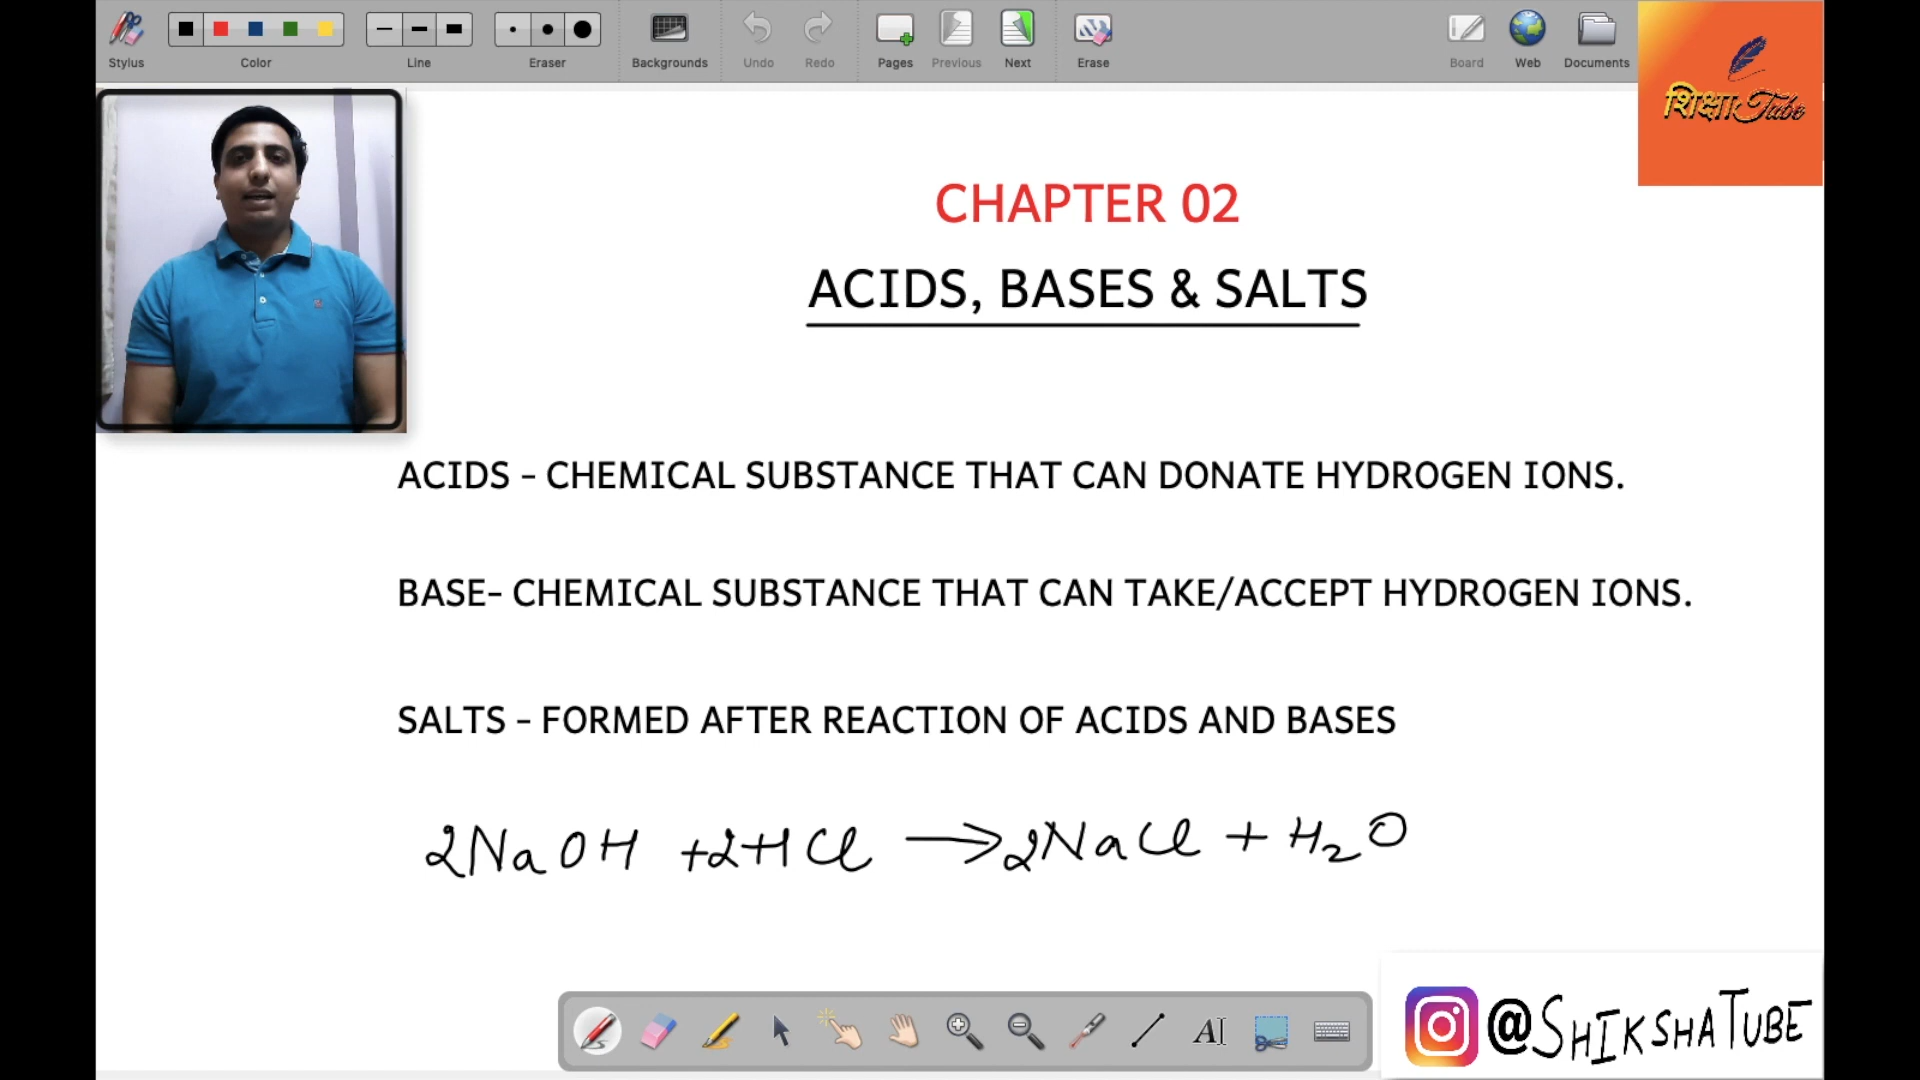 Stylus Color Line Eraser Backgrounds Undo Redo Pages Previous Next Erase Board Web Documents
शिक्षा Tube
CHAPTER 02
ACIDS, BASES & SALTS
ACIDS - CHEMICAL SUBSTANCE THAT CAN DONATE HYDROGEN IONS.
BASE- CHEMICAL SUBSTANCE THAT CAN TAKE/ACCEPT HYDROGEN IONS.
SALTS - FORMED AFTER REACTION OF ACIDS AND BASES
2NaOH +2HCl → 2NaCl + H₂O
AI
@SHIKSHATUBE